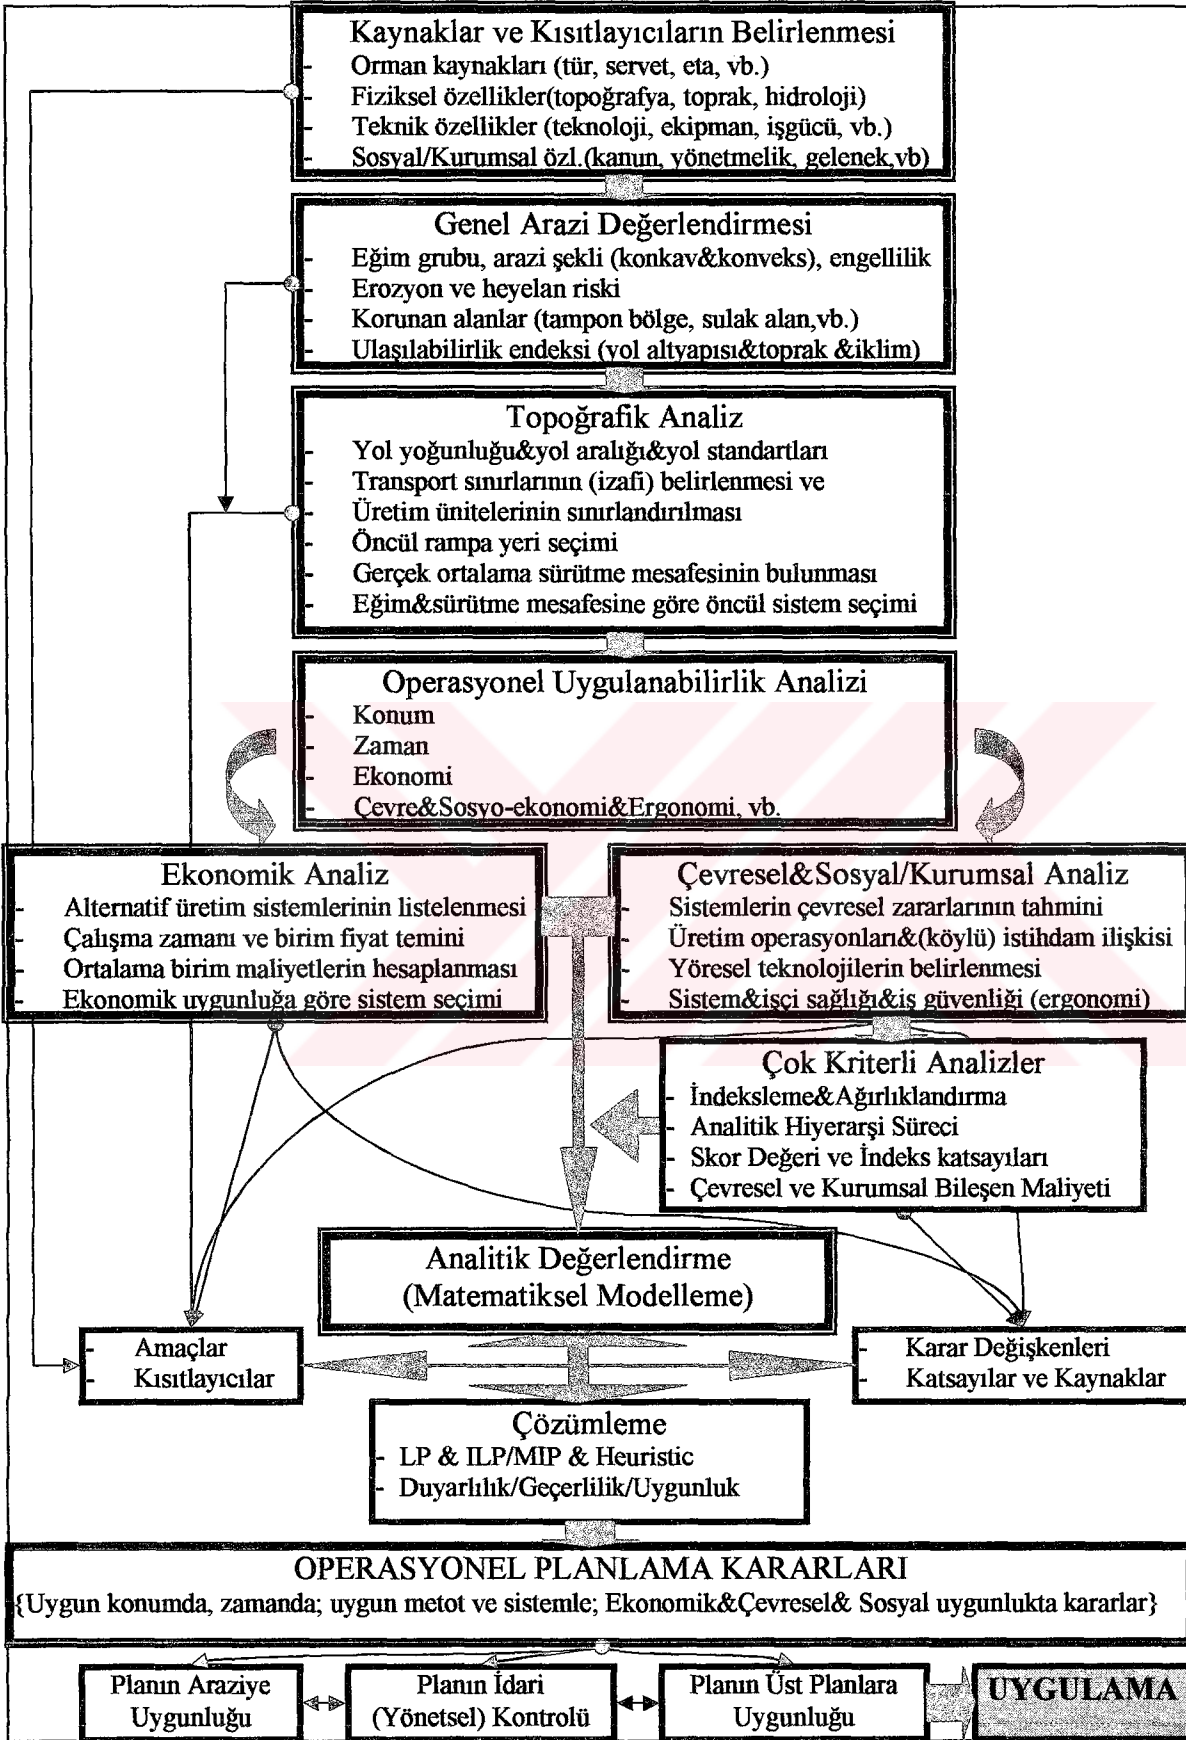 Kaynaklar ve Kısıtlayıcıların Belirlenmesi
- Orman kaynakları (tür, servet, eta, vb.)
- Fiziksel özellikler(topoğrafya, toprak, hidroloji)
- Teknik özellikler (teknoloji, ekipman, işgücü, vb.)
- Sosyal/Kurumsal özl.(kanun, yönetmelik, gelenek,vb)
Genel Arazi Değerlendirmesi
- Eğim grubu, arazi şekli (konkav&konveks), engellilik
- Erozyon ve heyelan riski
- Korunan alanlar (tampon bölge, sulak alan,vb.)
- Ulaşılabilirlik endeksi (yol altyapısı&toprak &iklim)
Topoğrafik Analiz
- Yol yoğunluğu&yol aralığı&yol standartları
- Transport sınırlarının (izafi) belirlenmesi ve
- Üretim ünitelerinin sınırlandırılması
- Öncül rampa yeri seçimi
- Gerçek ortalama sürütme mesafesinin bulunması
- Eğim&sürütme mesafesine göre öncül sistem seçimi
Operasyonel Uygulanabilirlik Analizi
- Konum
- Zaman
- Ekonomi
- Çevre&Sosyo-ekonomi&Ergonomi, vb.
Ekonomik Analiz
- Alternatif üretim sistemlerinin listelenmesi
- Çalışma zamanı ve birim fiyat temini
- Ortalama birim maliyetlerin hesaplanması
- Ekonomik uygunluğa göre sistem seçimi
Çevresel&Sosyal/Kurumsal Analiz
- Sistemlerin çevresel zararlarının tahmini
- Üretim operasyonları&(köylü) istihdam ilişkisi
- Yöresel teknolojilerin belirlenmesi
- Sistem&işçi sağlığı&iş güvenliği (ergonomi)
Çok Kriterli Analizler
- İndeksleme&Ağırlıklandırma
- Analitik Hiyerarşi Süreci
- Skor Değeri ve İndeks katsayıları
- Çevresel ve Kurumsal Bileşen Maliyeti
Analitik Değerlendirme
(Matematiksel Modelleme)
- Amaçlar
- Kısıtlayıcılar
- Karar Değişkenleri
- Katsayılar ve Kaynaklar
Çözümleme
- LP & ILP/MIP & Heuristic
- Duyarlılık/Geçerlilik/Uygunluk
OPERASYONEL PLANLAMA KARARLARI
{Uygun konumda, zamanda; uygun metot ve sistemle; Ekonomik&Çevresel& Sosyal uygunlukta kararlar}
Planın Araziye
Uygunluğu
Planın İdari
(Yönetsel) Kontrolü
Planın Üst Planlara
Uygunluğu
UYGULAMA